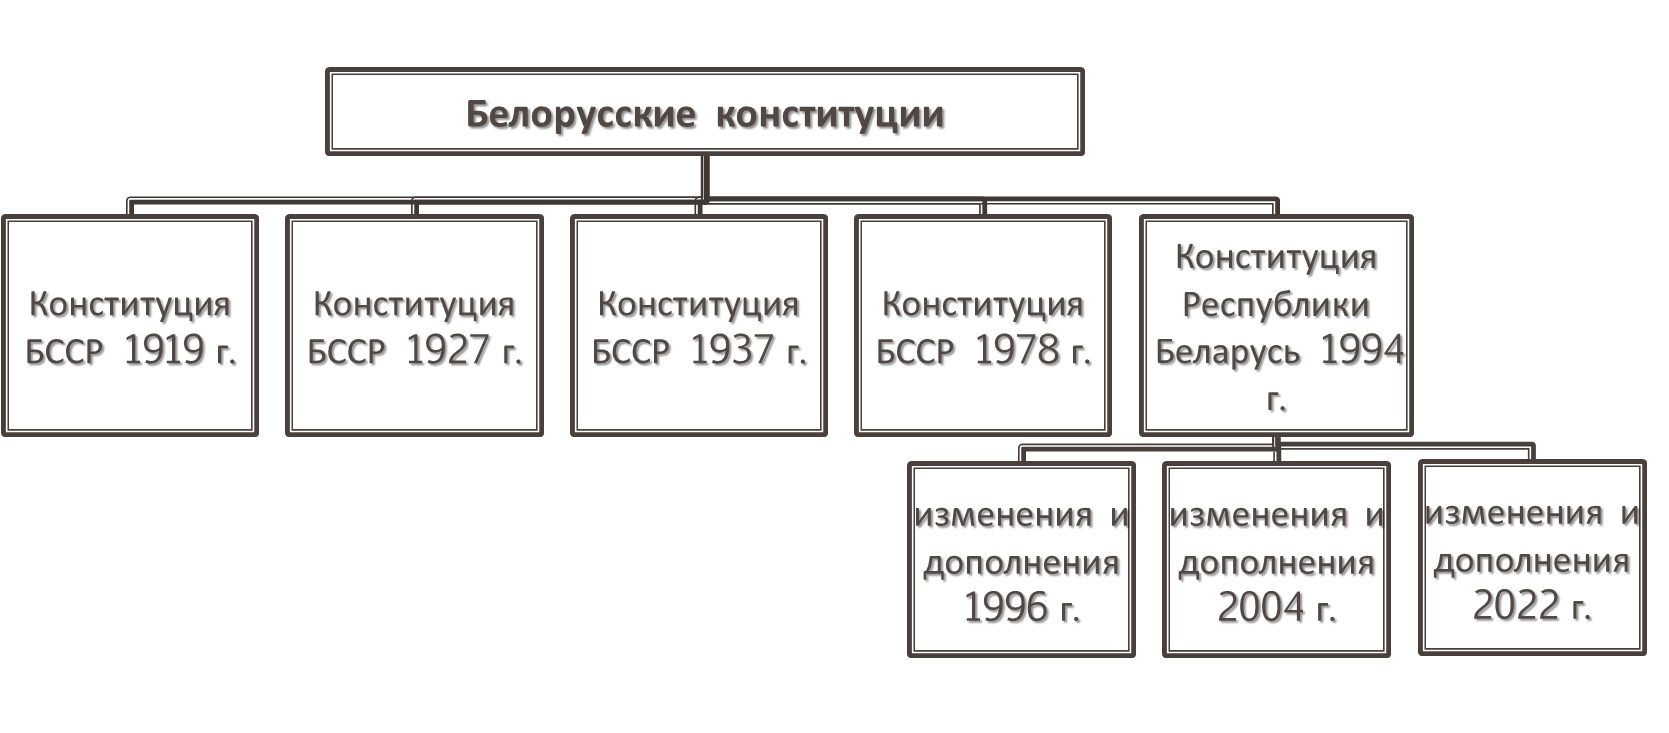 Белорусские конституции
Конституция
БССР 1919 г.
Конституция
БССР 1927 г.
Конституция
БССР 1937 г.
Конституция
БССР 1978 г.
Конституция
Республики
Беларусь 1994
г.
изменения и
дополнения
1996 г.
изменения и
дополнения
2004 г.
изменения и
дополнения
2022 г.